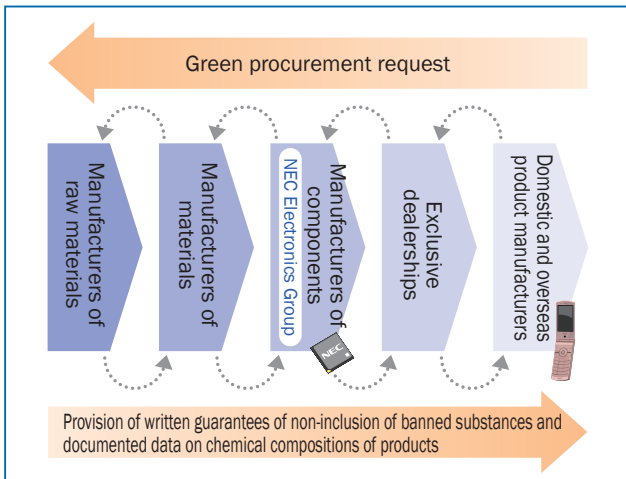 Green procurement request
Manufacturers of
raw materials
Manufacturers of
materials
Manufacturers of
components
NEC Electronics Group
NEC
Exclusive
dealerships
Domestic and overseas
product manufacturers
Provision of written guarantees of non-inclusion of banned substances and
documented data on chemical compositions of products